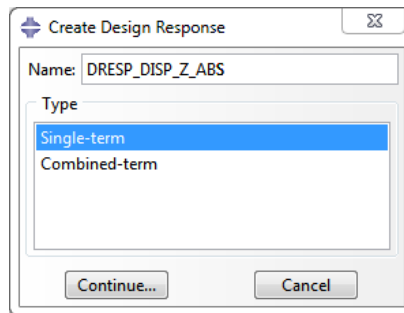 Create Design Response
Name: DRESP_DISP_Z_ABS
Type
Single-term
Combined-term
Continue... Cancel